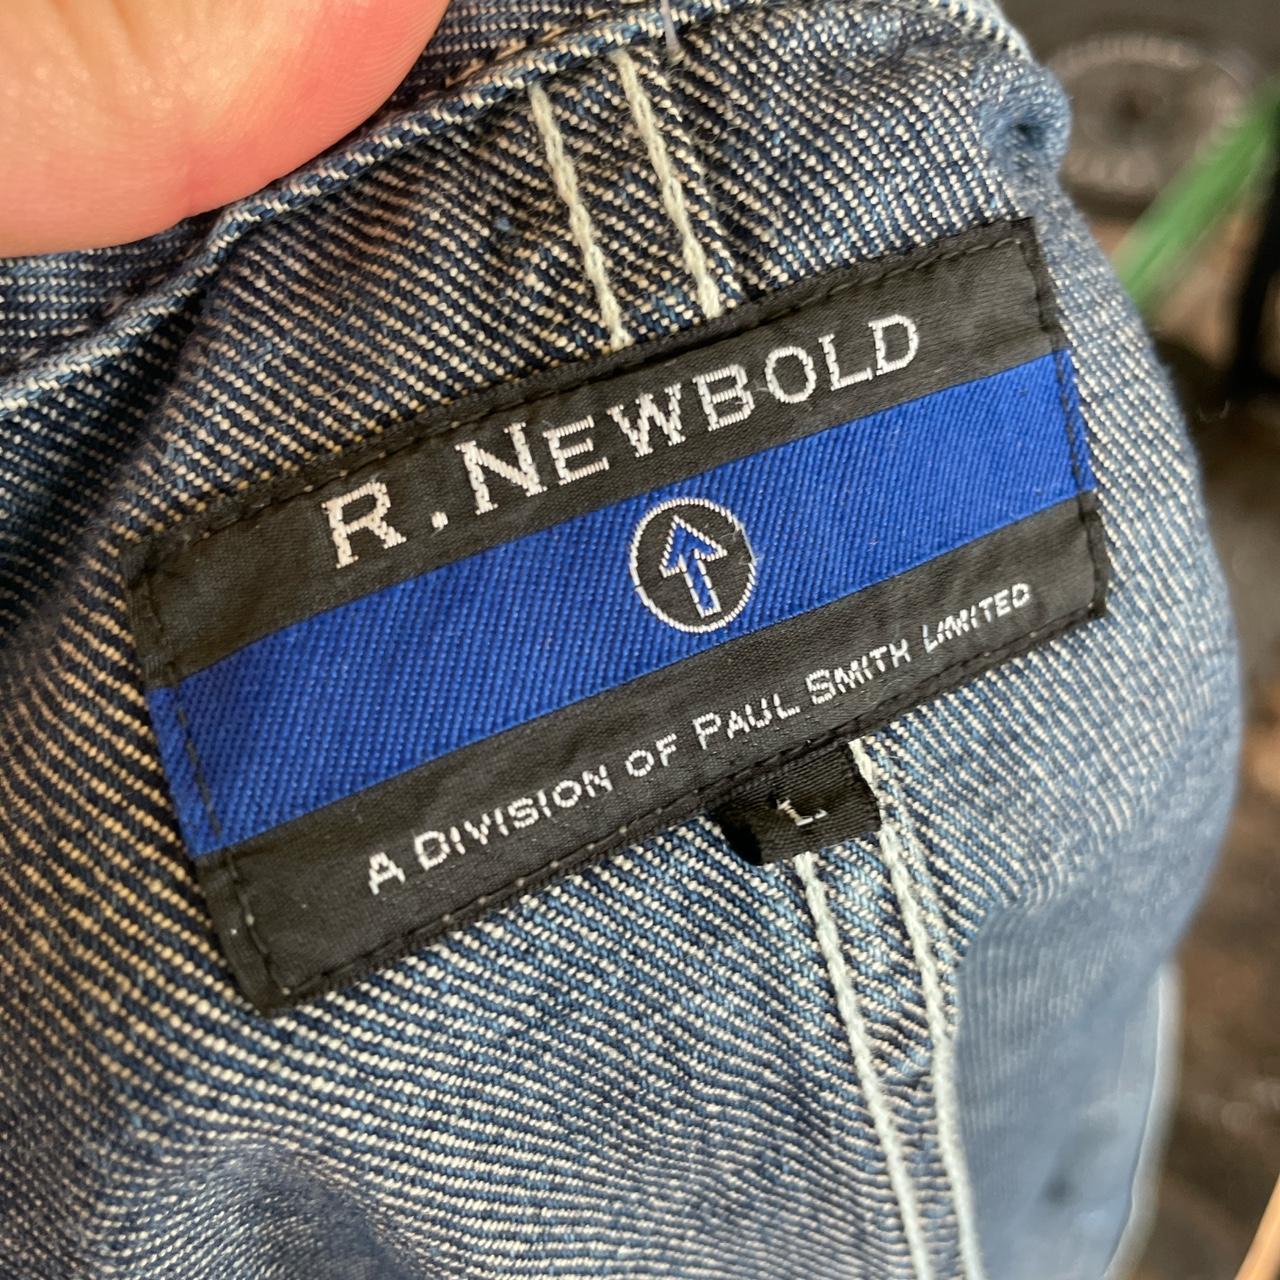 R. NEWBOLD
A DIVISION OF PAUL SMITH LIMITED
L